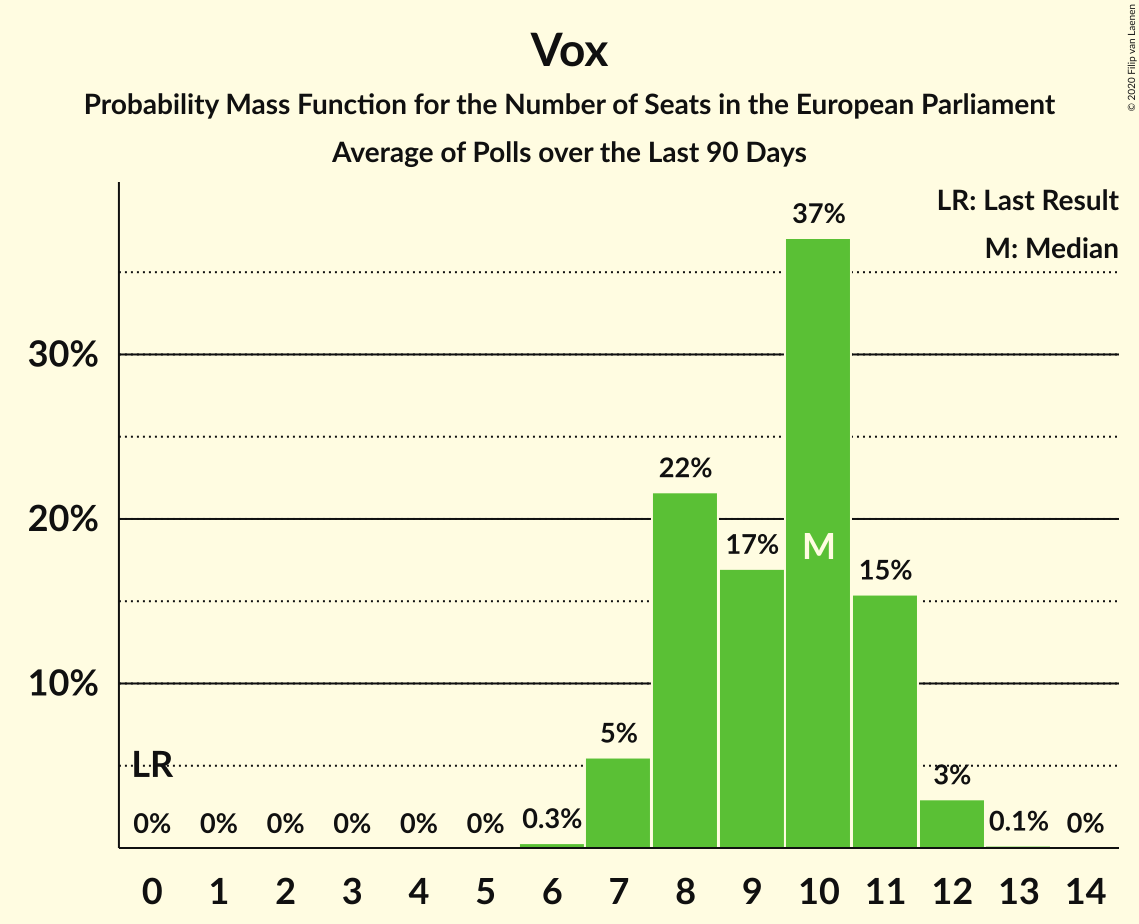 Vox
Probability Mass Function for the Number of Seats in the European Parliament
Average of Polls over the Last 90 Days
© 2020 Filip van Laenen
LR: Last Result
M: Median
37%
30%
22%
20%
17%
M
15%
10%
5%
LR
3%
0% 0% 0% 0% 0% 0% 0.3% 0.1% 0%
0 1 2 3 4 5 6 7 8 9 10 11 12 13 14